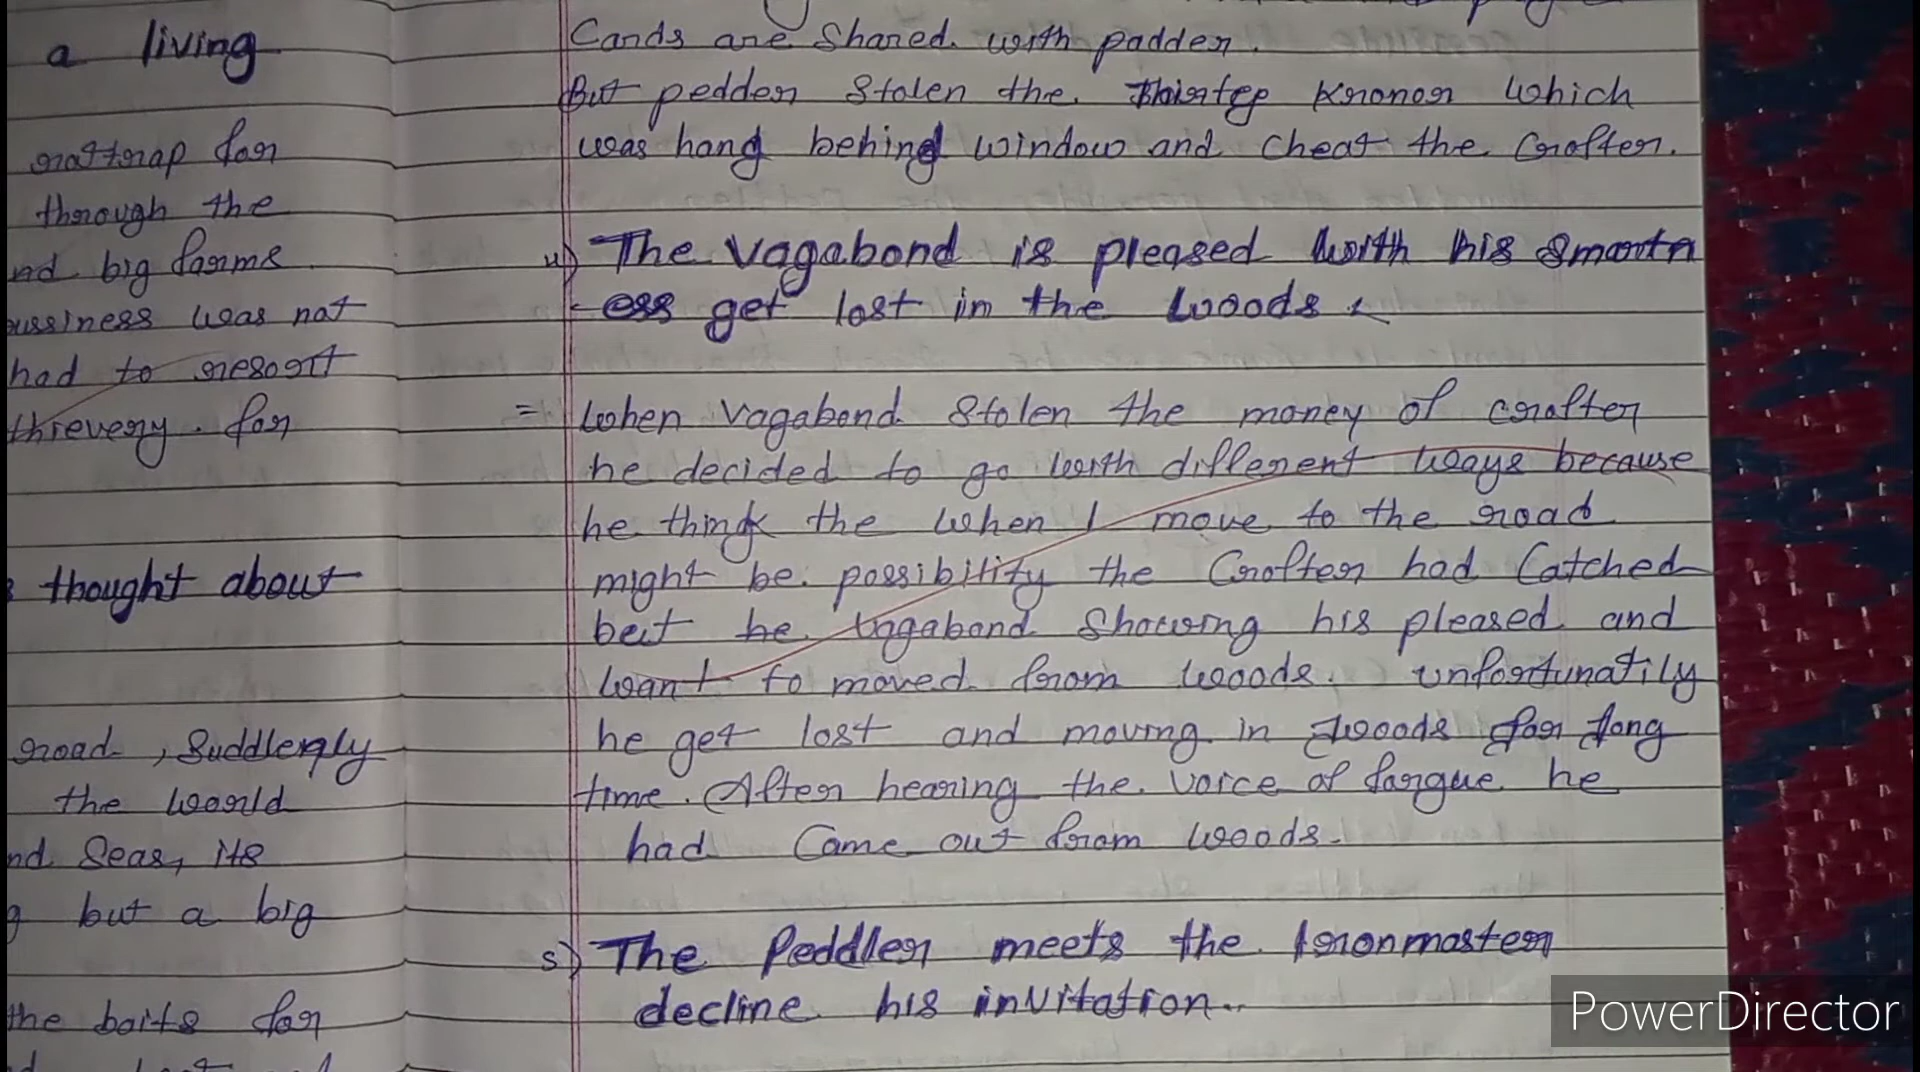 a living
rattrap for
through the
nd big farms
bussiness was not
had to resort
thievery. for
thought about
road, Suddlenly
the world
nd Seas, its
g but a big
the baits for
Cards are Shared with padder.
But pedder Stolen the Kronor which
was hang behind window and cheat the Crofter.
4) The Vagabond is pleased with his Smartn
-ess get lost in the woods
= When Vagabond Stolen the money of crofter
he decided to go with different ways because
he think the when I move to the road
might be possibility the Crofter had Catched
but he Vagabond Showing his pleased and
want to moved from woods. unfortunatily
he get lost and moving in woods for long
time. After hearing the voice of forgue he
had Came out from woods.
5) The Peddler meets the Ironmaster
decline his invitation..
PowerDirector